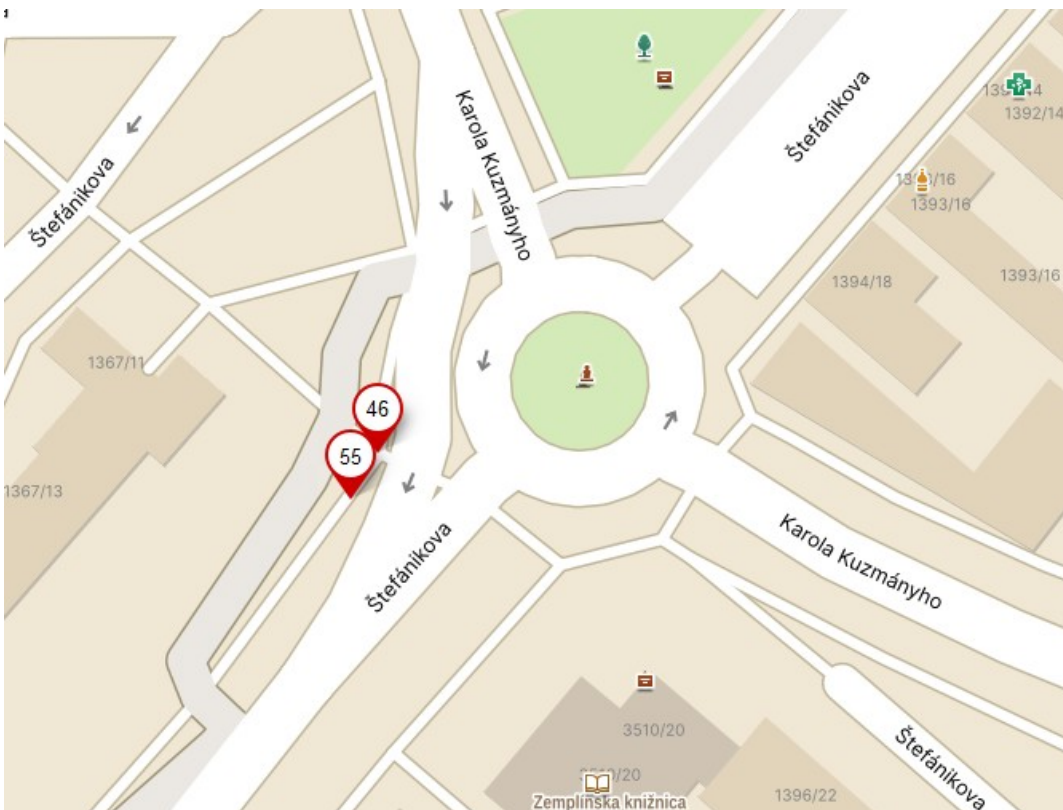 Karola Kuzmányho
Štefánikova
1392/14
1393/16
Štefánikova
1394/18
1393/16
1367/11
46
55
1367/13
Štefánikova
Karola Kuzmányho
3510/20
Štefánikova
1396/22
Zemplínska knižnica